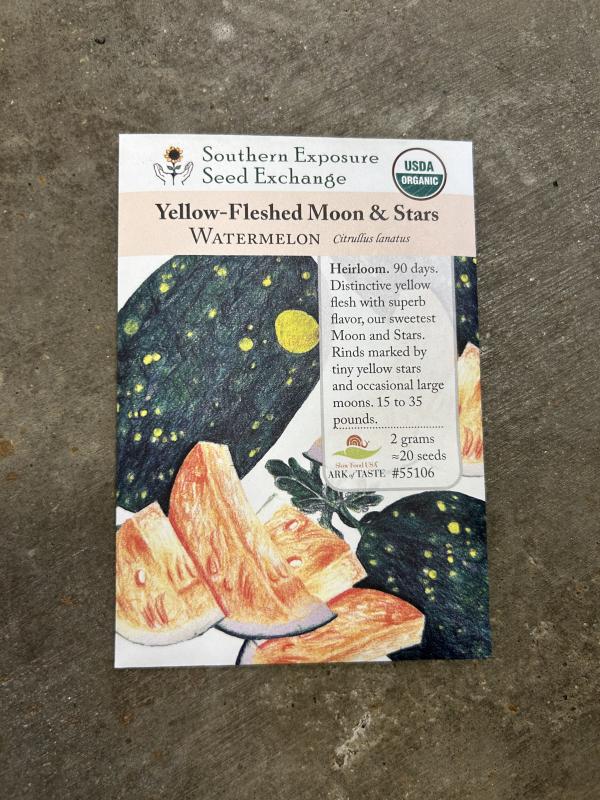 Southern Exposure
Seed Exchange
USDA
ORGANIC
Yellow-Fleshed Moon & Stars
WATERMELON Citrullus lanatus
Heirloom. 90 days.
Distinctive yellow
flesh with superb
flavor, our sweetest
Moon and Stars.
Rinds marked by
tiny yellow stars
and occasional large
moons. 15 to 35
pounds.
2 grams
≈20 seeds
Slow Food USA
ARK of TASTE #55106